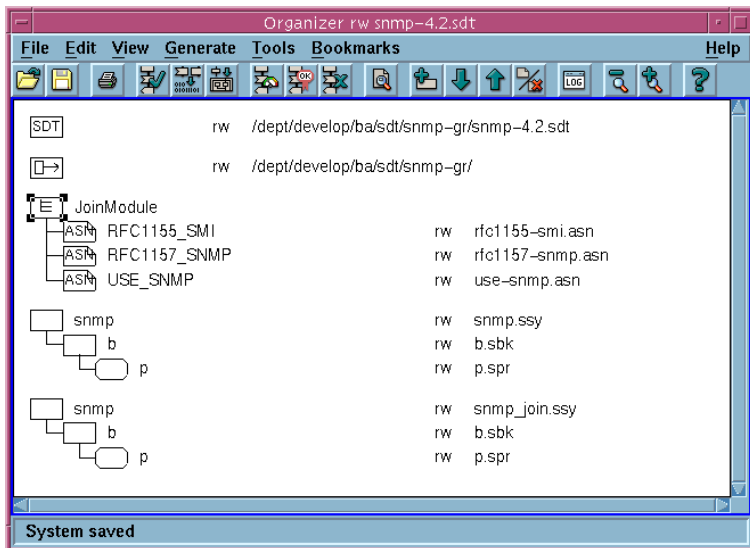 Organizer rw snmp-4.2.sdt
File Edit View Generate Tools Bookmarks Help
OK LOG ?
SDT rw /dept/develop/ba/sdt/snmp-gr/snmp-4.2.sdt
rw /dept/develop/ba/sdt/snmp-gr/
JoinModule
ASN RFC1155_SMI rw rfc1155-smi.asn
ASN RFC1157_SNMP rw rfc1157-snmp.asn
ASN USE_SNMP rw use-snmp.asn
snmp rw snmp.ssy
b rw b.sbk
p rw p.spr
snmp rw snmp_join.ssy
b rw b.sbk
p rw p.spr
System saved